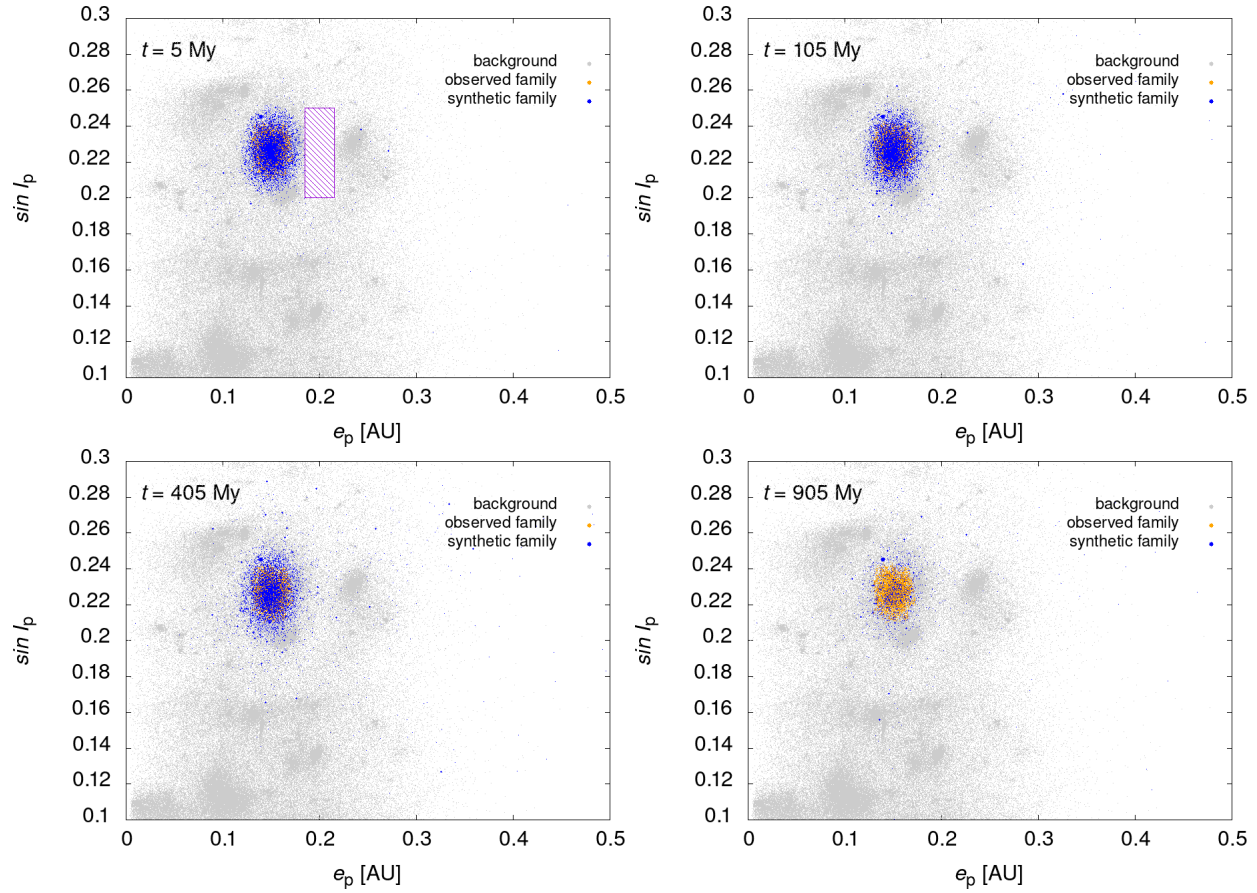 0.3
0.28
0.26
0.24
0.22
0.2
0.18
0.16
0.14
0.12
0.1
sin Ip
t = 5 My
background
observed family
synthetic family
0 0.1 0.2 0.3 0.4 0.5
ep [AU]
0.3
0.28
0.26
0.24
0.22
0.2
0.18
0.16
0.14
0.12
0.1
sin Ip
t = 105 My
background
observed family
synthetic family
0 0.1 0.2 0.3 0.4 0.5
ep [AU]
0.3
0.28
0.26
0.24
0.22
0.2
0.18
0.16
0.14
0.12
0.1
sin Ip
t = 405 My
background
observed family
synthetic family
0 0.1 0.2 0.3 0.4 0.5
ep [AU]
0.3
0.28
0.26
0.24
0.22
0.2
0.18
0.16
0.14
0.12
0.1
sin Ip
t = 905 My
background
observed family
synthetic family
0 0.1 0.2 0.3 0.4 0.5
ep [AU]